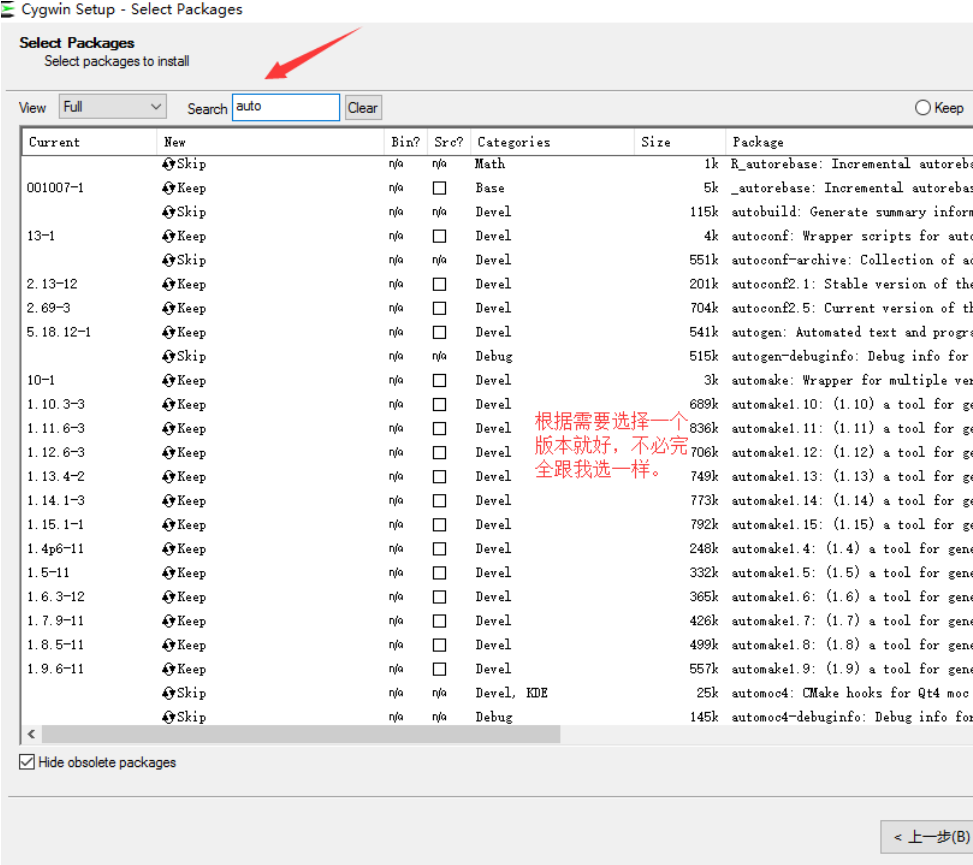 Cygwin Setup - Select Packages
Select Packages
Select packages to install
View Full Search auto Clear Keep
Current New Bin? Src? Categories Size Package
Skip n/a n/a Math 1k R_autorebase: Incremental autoreb
001007-1 Keep n/a Base 5k _autorebase: Incremental autorebas
Skip n/a n/a Devel 115k autobuild: Generate summary inform
13-1 Keep n/a Devel 4k autoconf: Wrapper scripts for auto
Skip n/a n/a Devel 551k autoconf-archive: Collection of a
2.13-12 Keep n/a Devel 201k autoconf2.1: Stable version of the
2.69-3 Keep n/a Devel 704k autoconf2.5: Current version of th
5.18.12-1 Keep n/a Devel 541k autogen: Automated text and progra
Skip n/a n/a Debug 515k autogen-debuginfo: Debug info for
10-1 Keep n/a Devel 3k automake: Wrapper for multiple ver
1.10.3-3 Keep n/a Devel 689k automake1.10: (1.10) a tool for ge
1.11.6-3 Keep n/a Devel 836k automake1.11: (1.11) a tool for ge
1.12.6-3 Keep n/a Devel 706k automake1.12: (1.12) a tool for ge
1.13.4-2 Keep n/a Devel 749k automake1.13: (1.13) a tool for ge
根据需要选择一个
版本就好，不必完
全跟我选一样。
1.14.1-3 Keep n/a Devel 773k automake1.14: (1.14) a tool for ge
1.15.1-1 Keep n/a Devel 792k automake1.15: (1.15) a tool for ge
1.4p6-11 Keep n/a Devel 248k automake1.4: (1.4) a tool for gene
1.5-11 Keep n/a Devel 332k automake1.5: (1.5) a tool for gene
1.6.3-12 Keep n/a Devel 365k automake1.6: (1.6) a tool for gene
1.7.9-11 Keep n/a Devel 426k automake1.7: (1.7) a tool for gene
1.8.5-11 Keep n/a Devel 499k automake1.8: (1.8) a tool for gene
1.9.6-11 Keep n/a Devel 557k automake1.9: (1.9) a tool for gene
Skip n/a n/a Devel, KDE 25k automoc4: CMake hooks for Qt4 moc
Skip n/a n/a Debug 145k automoc4-debuginfo: Debug info for
Hide obsolete packages
< 上一步(B)